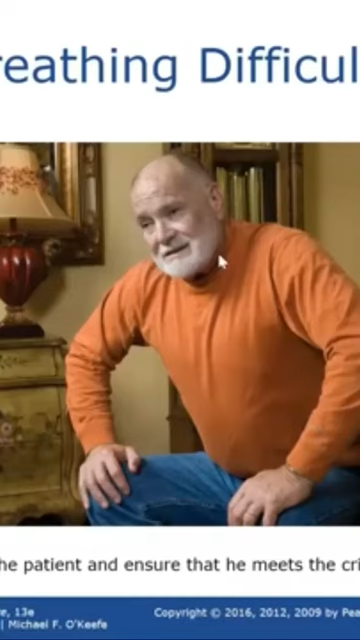 reathing Difficul
he patient and ensure that he meets the cri
re, 13e
| Michael F. O'Keefe
Copyright © 2016, 2012, 2009 by Pea